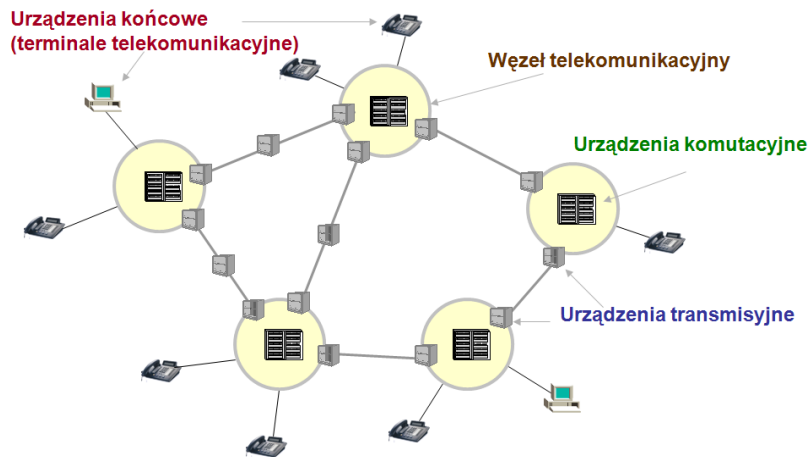 Urządzenia końcowe
(terminale telekomunikacyjne)
Węzeł telekomunikacyjny
Urządzenia komutacyjne
Urządzenia transmisyjne